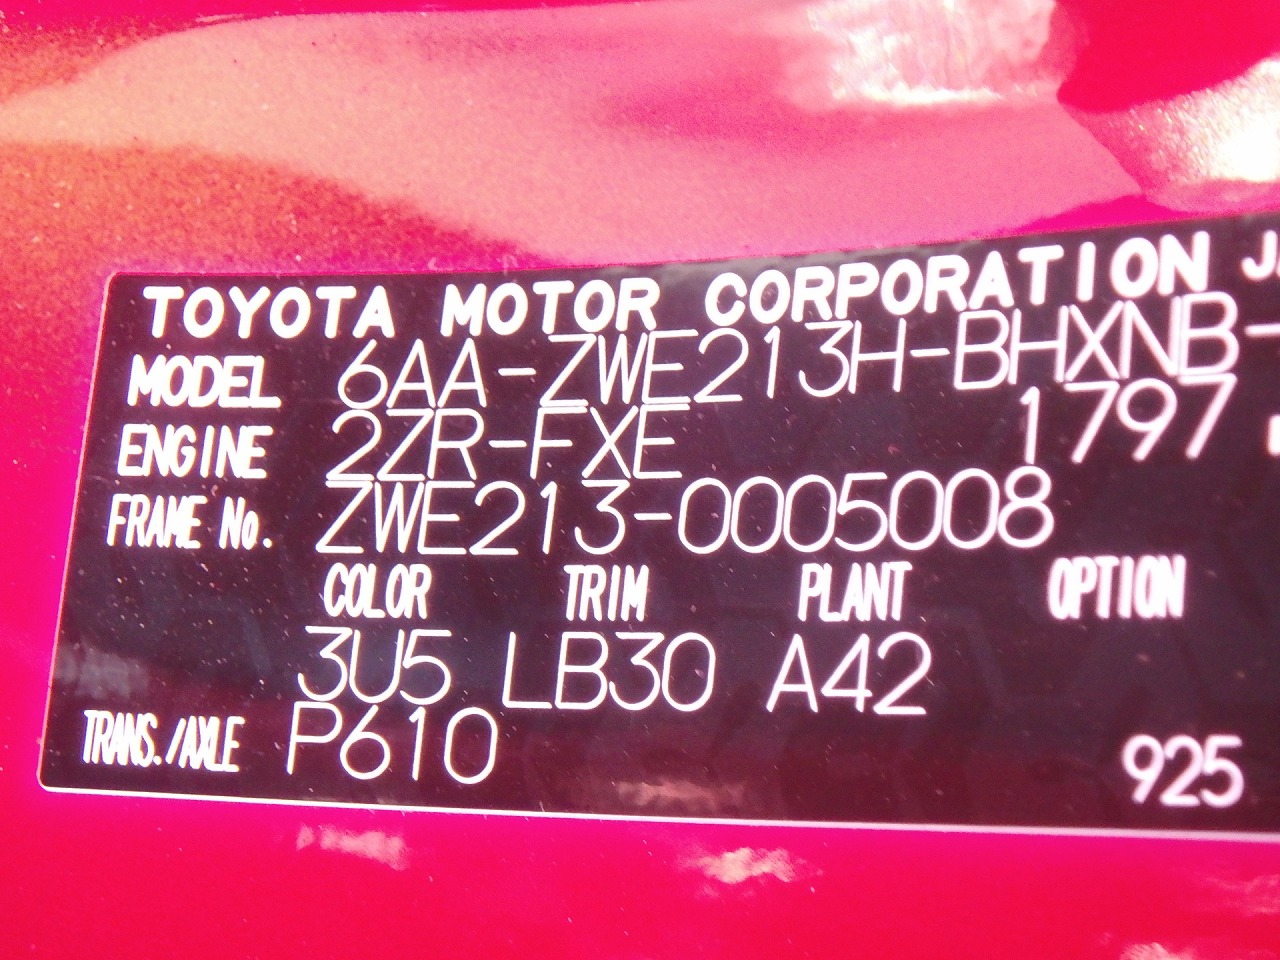 TOYOTA MOTOR CORPORATION
MODEL 6AA-ZWE213H-BHXNB-
ENGINE 2ZR-FXE 1797
FRAME No. ZWE213-0005008
COLOR TRIM PLANT OPTION
3U5 LB30 A42
TRANS./AXLE P610
925